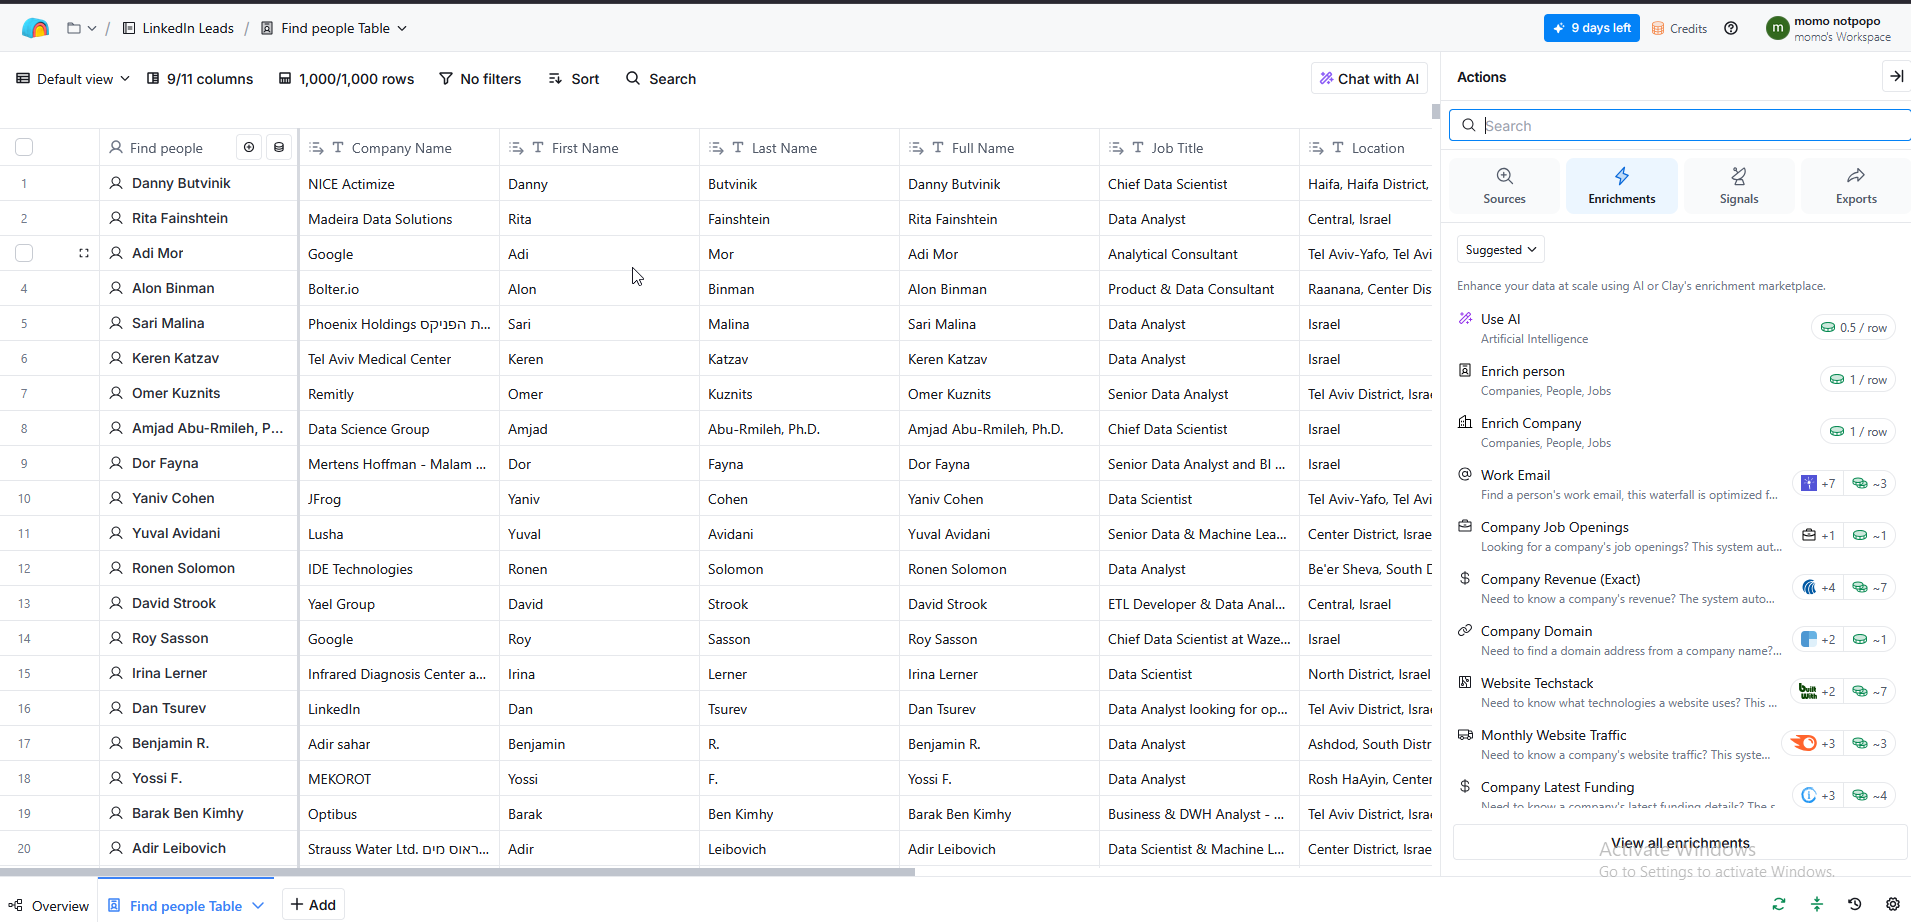 LinkedIn Leads / Find people Table
9 days left
Credits
m
momo notpopo
momo's Workspace
Default view
9/11 columns
1,000/1,000 rows
No filters
Sort
Search
Chat with AI
Find people Company Name First Name Last Name Full Name Job Title Location
1 Danny Butvinik NICE Actimize Danny Butvinik Danny Butvinik Chief Data Scientist Haifa, Haifa District,
2 Rita Fainshtein Madeira Data Solutions Rita Fainshtein Rita Fainshtein Data Analyst Central, Israel
Adi Mor Google Adi Mor Adi Mor Analytical Consultant Tel Aviv-Yafo, Tel Avi
4 Alon Binman Bolter.io Alon Binman Alon Binman Product & Data Consultant Raanana, Center Dis
5 Sari Malina Phoenix Holdings ת הפניקס... Sari Malina Sari Malina Data Analyst Israel
6 Keren Katzav Tel Aviv Medical Center Keren Katzav Keren Katzav Data Analyst Israel
7 Omer Kuznits Remitly Omer Kuznits Omer Kuznits Senior Data Analyst Tel Aviv District, Israe
8 Amjad Abu-Rmileh, P... Data Science Group Amjad Abu-Rmileh, Ph.D. Amjad Abu-Rmileh, Ph.D. Chief Data Scientist Israel
9 Dor Fayna Mertens Hoffman - Malam ... Dor Fayna Dor Fayna Senior Data Analyst and BI ... Israel
10 Yaniv Cohen JFrog Yaniv Cohen Yaniv Cohen Data Scientist Tel Aviv-Yafo, Tel Avi
11 Yuval Avidani Lusha Yuval Avidani Yuval Avidani Senior Data & Machine Lea... Center District, Israe
12 Ronen Solomon IDE Technologies Ronen Solomon Ronen Solomon Data Analyst Be'er Sheva, South D
13 David Strook Yael Group David Strook David Strook ETL Developer & Data Anal... Central, Israel
14 Roy Sasson Google Roy Sasson Roy Sasson Chief Data Scientist at Waze... Israel
15 Irina Lerner Infrared Diagnosis Center a... Irina Lerner Irina Lerner Data Scientist North District, Israel
16 Dan Tsurev LinkedIn Dan Tsurev Dan Tsurev Data Analyst looking for op... Tel Aviv District, Israe
17 Benjamin R. Adir sahar Benjamin R. Benjamin R. Data Analyst Ashdod, South Distr
18 Yossi F. MEKOROT Yossi F. Yossi F. Data Analyst Rosh HaAyin, Center
19 Barak Ben Kimhy Optibus Barak Ben Kimhy Barak Ben Kimhy Business & DWH Analyst - ... Tel Aviv District, Israe
20 Adir Leibovich Strauss Water Ltd. ראוס מים... Adir Leibovich Adir Leibovich Data Scientist & Machine L... Center District, Israe
Overview
Find people Table
+ Add
Actions
Search
Sources
Enrichments
Signals
Exports
Suggested
Enhance your data at scale using AI or Clay's enrichment marketplace.
Use AI
Artificial Intelligence
0.5 / row
Enrich person
Companies, People, Jobs
1 / row
Enrich Company
Companies, People, Jobs
1 / row
Work Email
Find a person's work email, this waterfall is optimized f...
+7 ~3
Company Job Openings
Looking for a company's job openings? This system aut...
+1 ~1
Company Revenue (Exact)
Need to know a company's revenue? The system auto...
+4 ~7
Company Domain
Need to find a domain address from a company name?...
+2 ~1
Website Techstack
Need to know what technologies a website uses? This ...
built with +2 ~7
Monthly Website Traffic
Need to know a company's website traffic? This syste...
+3 ~3
Company Latest Funding
Need to know a company's latest funding details? The s
+3 ~4
View all enrichments
Activate Windows
Go to Settings to activate Windows.